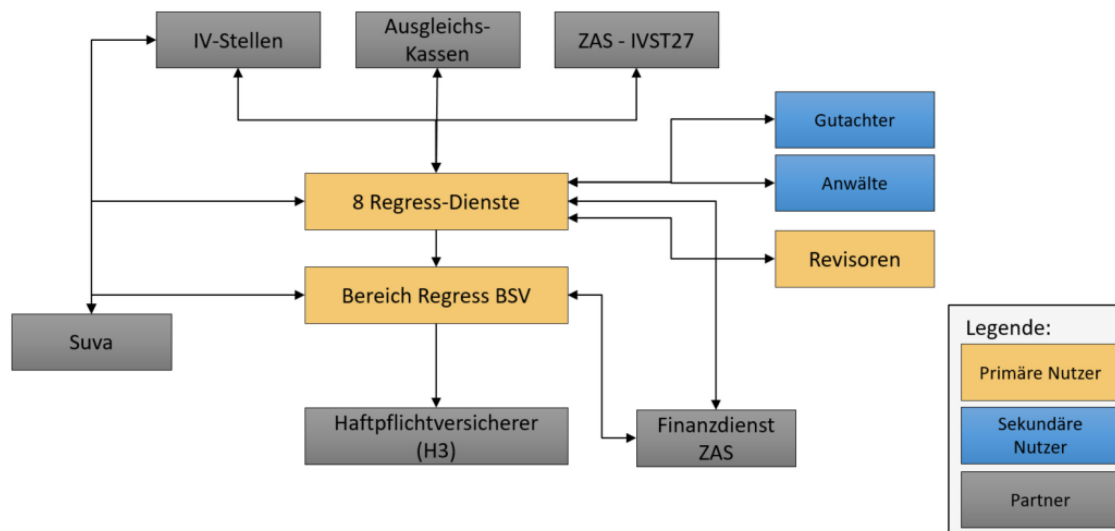 IV-Stellen
Ausgleichs-
Kassen
ZAS - IVST27
Gutachter
Anwälte
8 Regress-Dienste
Revisoren
Bereich Regress BSV
Suva
Haftpflichtversicherer
(H3)
Finanzdienst
ZAS
Legende:
Primäre Nutzer
Sekundäre
Nutzer
Partner